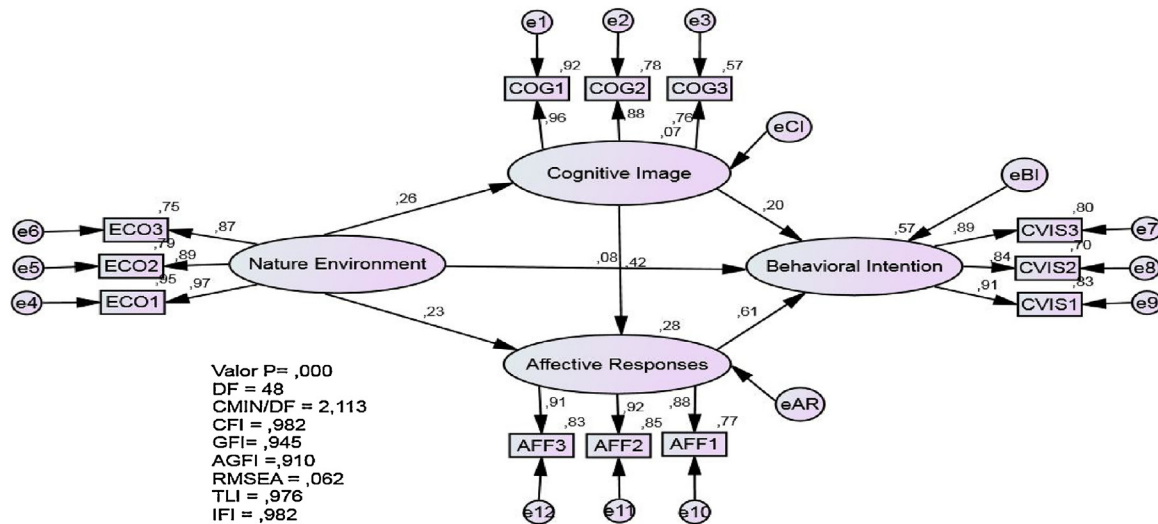 e1
e2
e3
,92
,78
,57
COG1
COG2
COG3
,96
,88
,76
,07
eCI
Cognitive Image
eBI
,26
,20
,75
e6
ECO3
,87
,57
,89
,80
CVIS3
e7
,79
e5
ECO2
,89
Nature Environment
,08
,42
Behavioral Intention
,84
,70
CVIS2
e8
,95
e4
ECO1
,97
,91
,83
CVIS1
e9
,23
,61
,28
Affective Responses
eAR
,91
,92
,88
,83
,85
,77
AFF3
AFF2
AFF1
e12
e11
e10
Valor P= ,000
DF = 48
CMIN/DF = 2,113
CFI = ,982
GFI= ,945
AGFI =,910
RMSEA = ,062
TLI = ,976
IFI = ,982